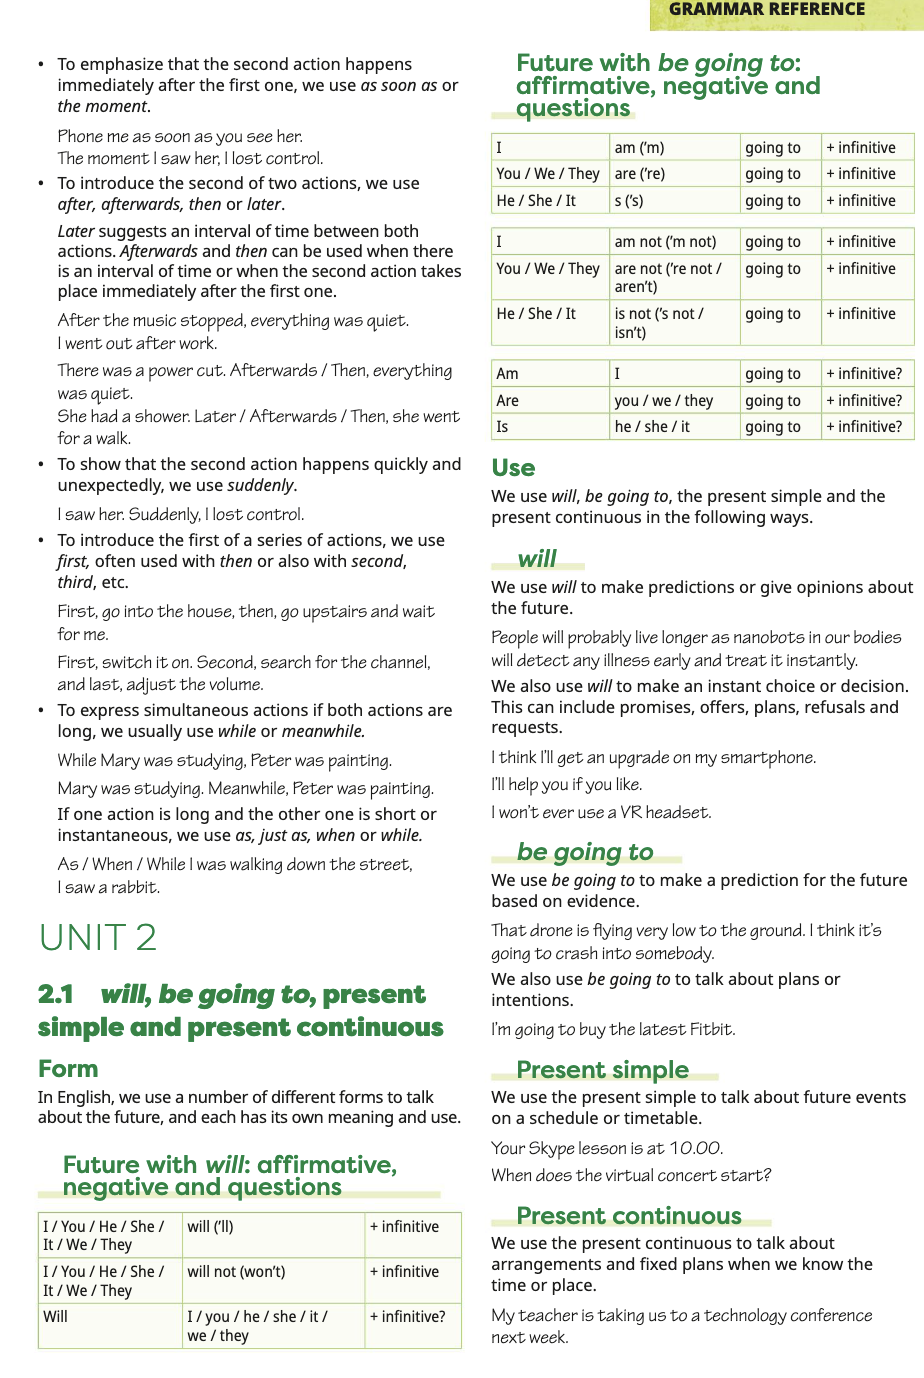 GRAMMAR REFERENCE
• To emphasize that the second action happens
immediately after the first one, we use as soon as or
the moment.
Phone me as soon as you see her.
The moment I saw her, I lost control.
• To introduce the second of two actions, we use
after, afterwards, then or later.
Later suggests an interval of time between both
actions. Afterwards and then can be used when there
is an interval of time or when the second action takes
place immediately after the first one.
After the music stopped, everything was quiet.
I went out after work.
There was a power cut. Afterwards / Then, everything
was quiet.
She had a shower. Later / Afterwards / Then, she went
for a walk.
• To show that the second action happens quickly and
unexpectedly, we use suddenly.
I saw her. Suddenly, I lost control.
• To introduce the first of a series of actions, we use
first, often used with then or also with second,
third, etc.
First, go into the house, then, go upstairs and wait
for me.
First, switch it on. Second, search for the channel,
and last, adjust the volume.
• To express simultaneous actions if both actions are
long, we usually use while or meanwhile.
While Mary was studying, Peter was painting.
Mary was studying. Meanwhile, Peter was painting.
If one action is long and the other one is short or
instantaneous, we use as, just as, when or while.
As / When / While I was walking down the street,
I saw a rabbit.
UNIT 2
2.1 will, be going to, present
simple and present continuous
Form
In English, we use a number of different forms to talk
about the future, and each has its own meaning and use.
Future with will: affirmative,
negative and questions
I / You / He / She / will (’ll) + infinitive
It / We / They
I / You / He / She / will not (won’t) + infinitive
It / We / They
Will I / you / he / she / it / + infinitive?
we / they
Future with be going to:
affirmative, negative and
questions
I am (’m) going to + infinitive
You / We / They are (’re) going to + infinitive
He / She / It s (’s) going to + infinitive
I am not (’m not) going to + infinitive
You / We / They are not (’re not / going to + infinitive
aren’t)
He / She / It is not (’s not / going to + infinitive
isn’t)
Am I going to + infinitive?
Are you / we / they going to + infinitive?
Is he / she / it going to + infinitive?
Use
We use will, be going to, the present simple and the
present continuous in the following ways.
will
We use will to make predictions or give opinions about
the future.
People will probably live longer as nanobots in our bodies
will detect any illness early and treat it instantly.
We also use will to make an instant choice or decision.
This can include promises, offers, plans, refusals and
requests.
I think I’ll get an upgrade on my smartphone.
I’ll help you if you like.
I won’t ever use a VR headset.
be going to
We use be going to to make a prediction for the future
based on evidence.
That drone is flying very low to the ground. I think it’s
going to crash into somebody.
We also use be going to to talk about plans or
intentions.
I’m going to buy the latest Fitbit.
Present simple
We use the present simple to talk about future events
on a schedule or timetable.
Your Skype lesson is at 10.00.
When does the virtual concert start?
Present continuous
We use the present continuous to talk about
arrangements and fixed plans when we know the
time or place.
My teacher is taking us to a technology conference
next week.